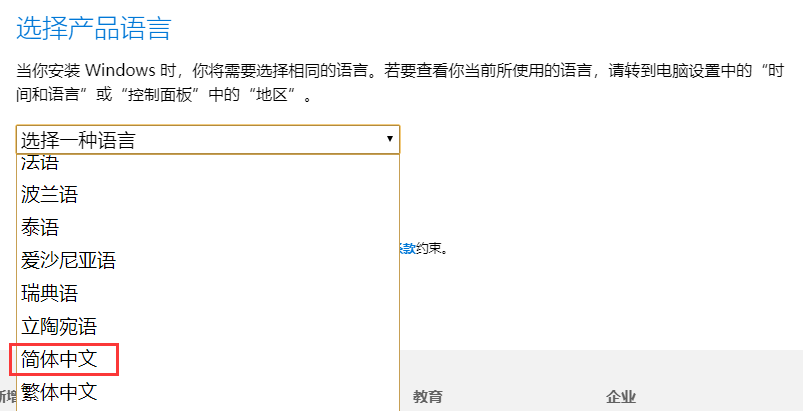 选择产品语言
当你安装 Windows 时，你将需要选择相同的语言。若要查看你当前所使用的语言，请转到电脑设置中的“时
间和语言”或“控制面板”中的“地区”。
选择一种语言
法语
波兰语
泰语
爱沙尼亚语
条款约束。
瑞典语
立陶宛语
简体中文
繁体中文
新增
教育
企业